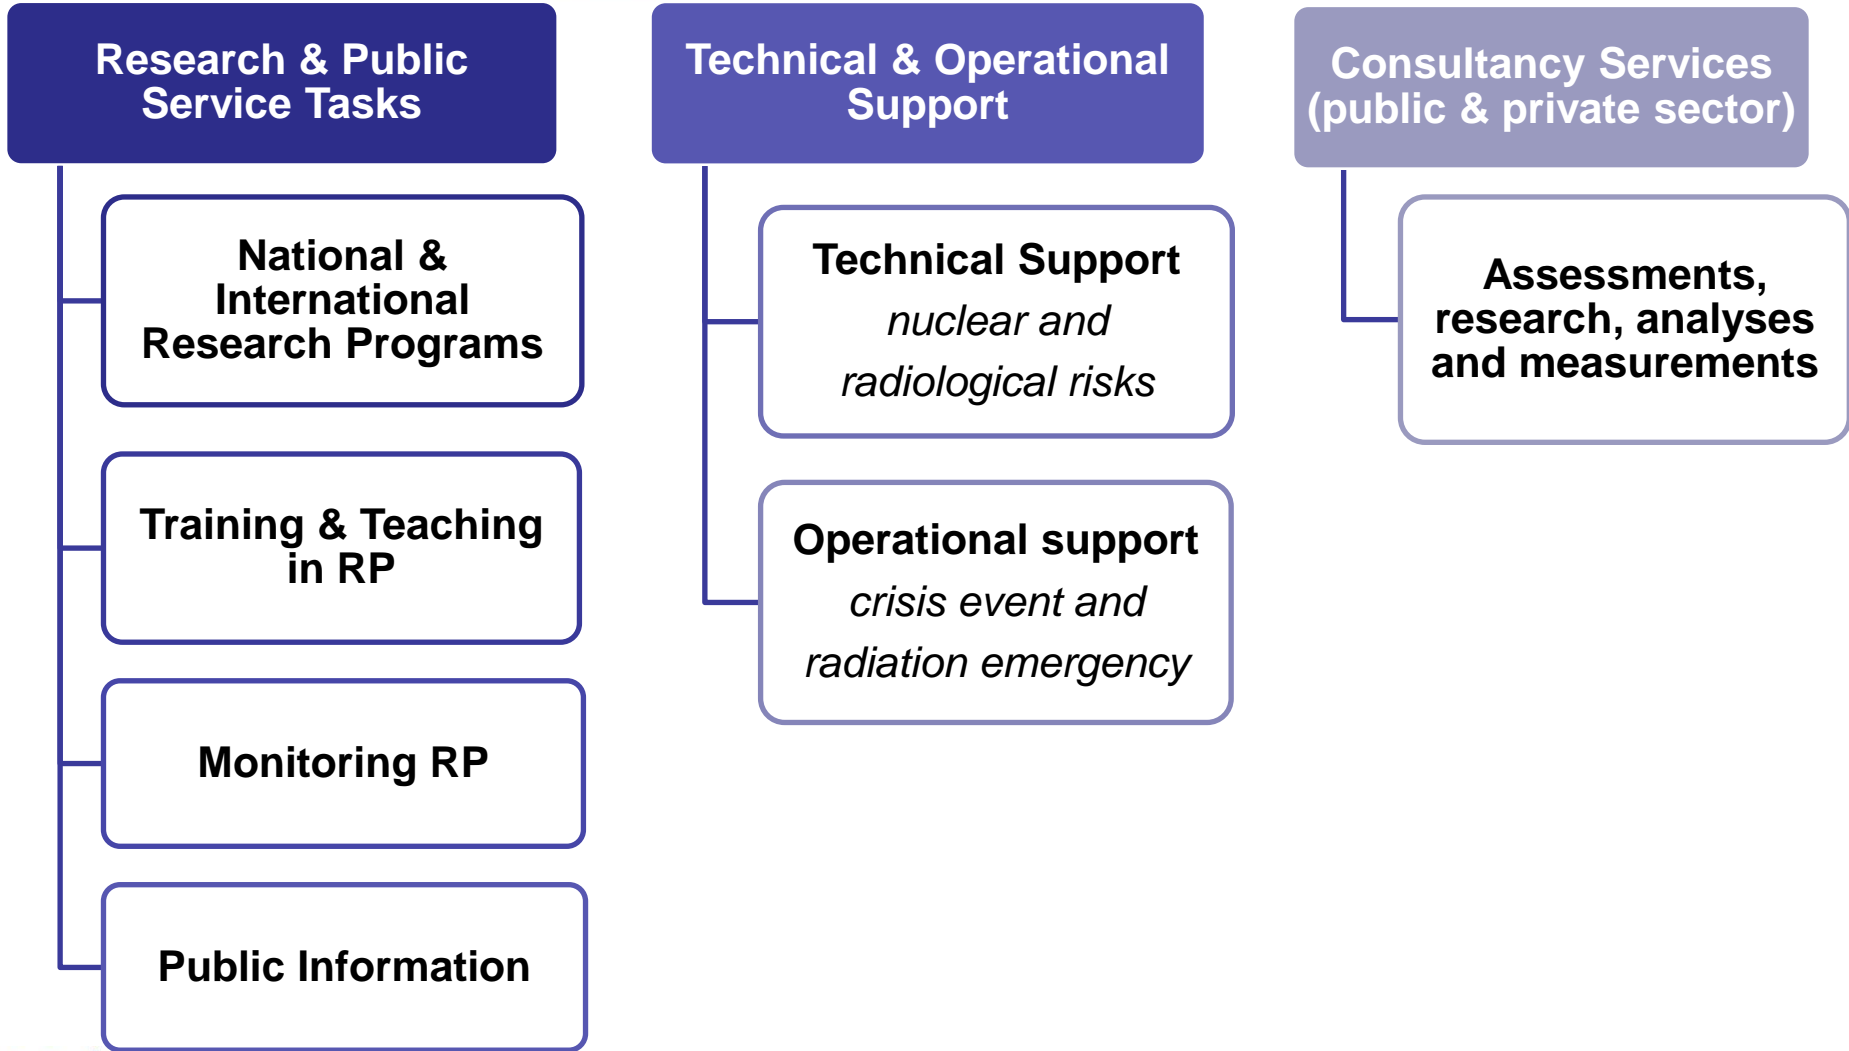 Research & Public
Service Tasks
National &
International
Research Programs
Training & Teaching
in RP
Monitoring RP
Public Information
Technical & Operational
Support
Technical Support
nuclear and
radiological risks
Operational support
crisis event and
radiation emergency
Consultancy Services
(public & private sector)
Assessments,
research, analyses
and measurements